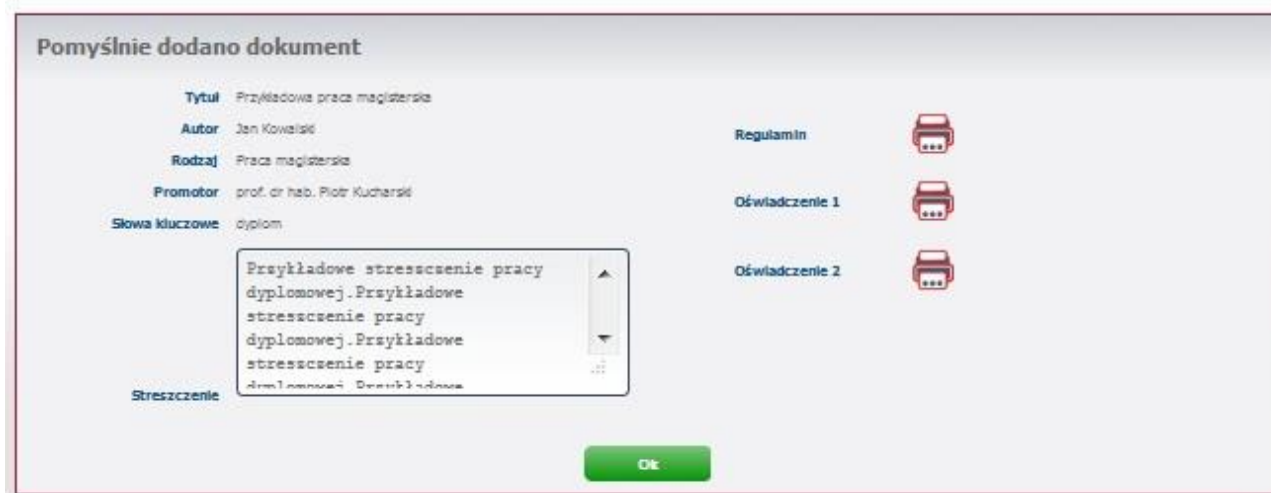 Pomyślnie dodano dokument
Tytuł Przykładowa praca magisterska
Autor Jan Kowalski
Rodzaj Praca magisterska
Promotor prof. dr hab. Piotr Kucharski
Słowa kluczowe dyplom
Przykładowe streszczenie pracy
dyplomowej.Przykładowe
streszczenie pracy
dyplomowej.Przykładowe
streszczenie pracy
dyplomowej.Przykładowe
Streszczenie
Regulamin
Oświadczenie 1
Oświadczenie 2
Ok